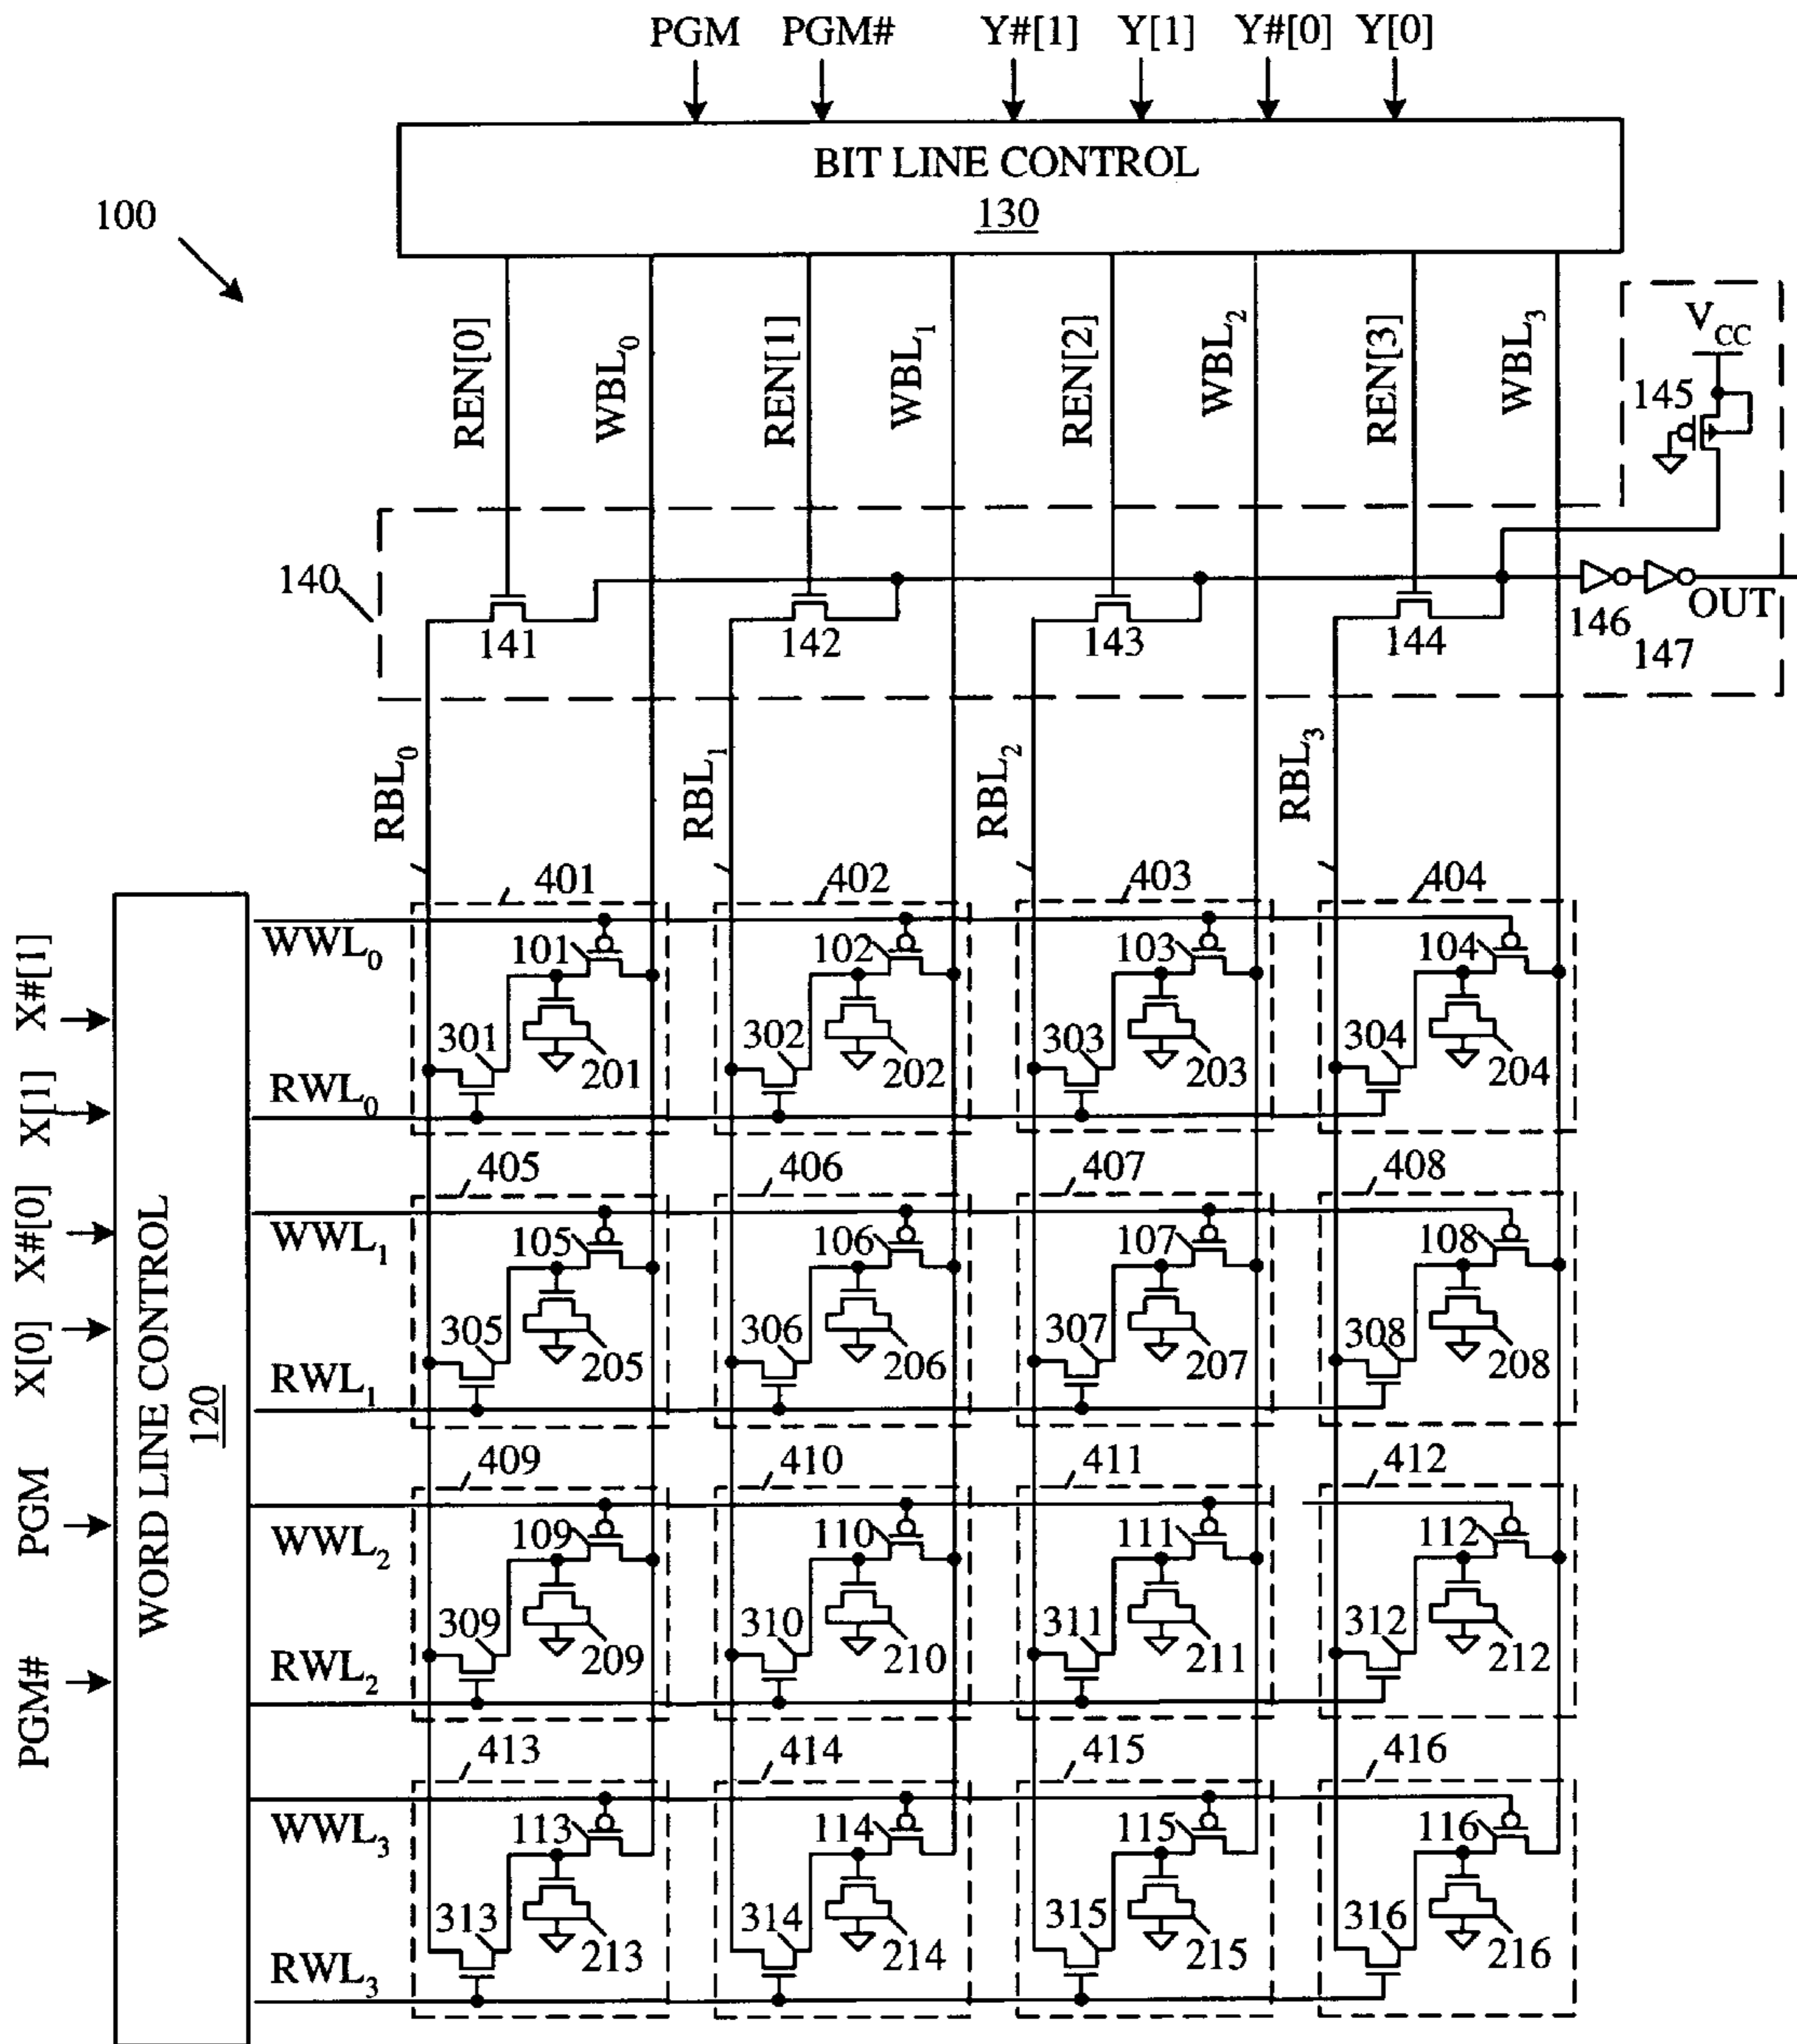 PGM PGM# Y#[1] Y[1] Y#[0] Y[0]
BIT LINE CONTROL
130
100
REN[0] WBL₀ REN[1] WBL₁ REN[2] WBL₂ REN[3] WBL₃
V_CC
145
140
141 142 143 144 146 147 OUT
RBL₀ RBL₁ RBL₂ RBL₃
WORD LINE CONTROL
120
X#[1]
X[1]
X#[0]
X[0]
PGM
PGM#
401 402 403 404
WWL₀ 101 102 103 104
301 201 302 202 303 203 304 204
RWL₀
405 406 407 408
WWL₁ 105 106 107 108
305 205 306 206 307 207 308 208
RWL₁
409 410 411 412
WWL₂ 109 110 111 112
309 209 310 210 311 211 312 212
RWL₂
413 414 415 416
WWL₃ 113 114 115 116
313 213 314 214 315 215 316 216
RWL₃